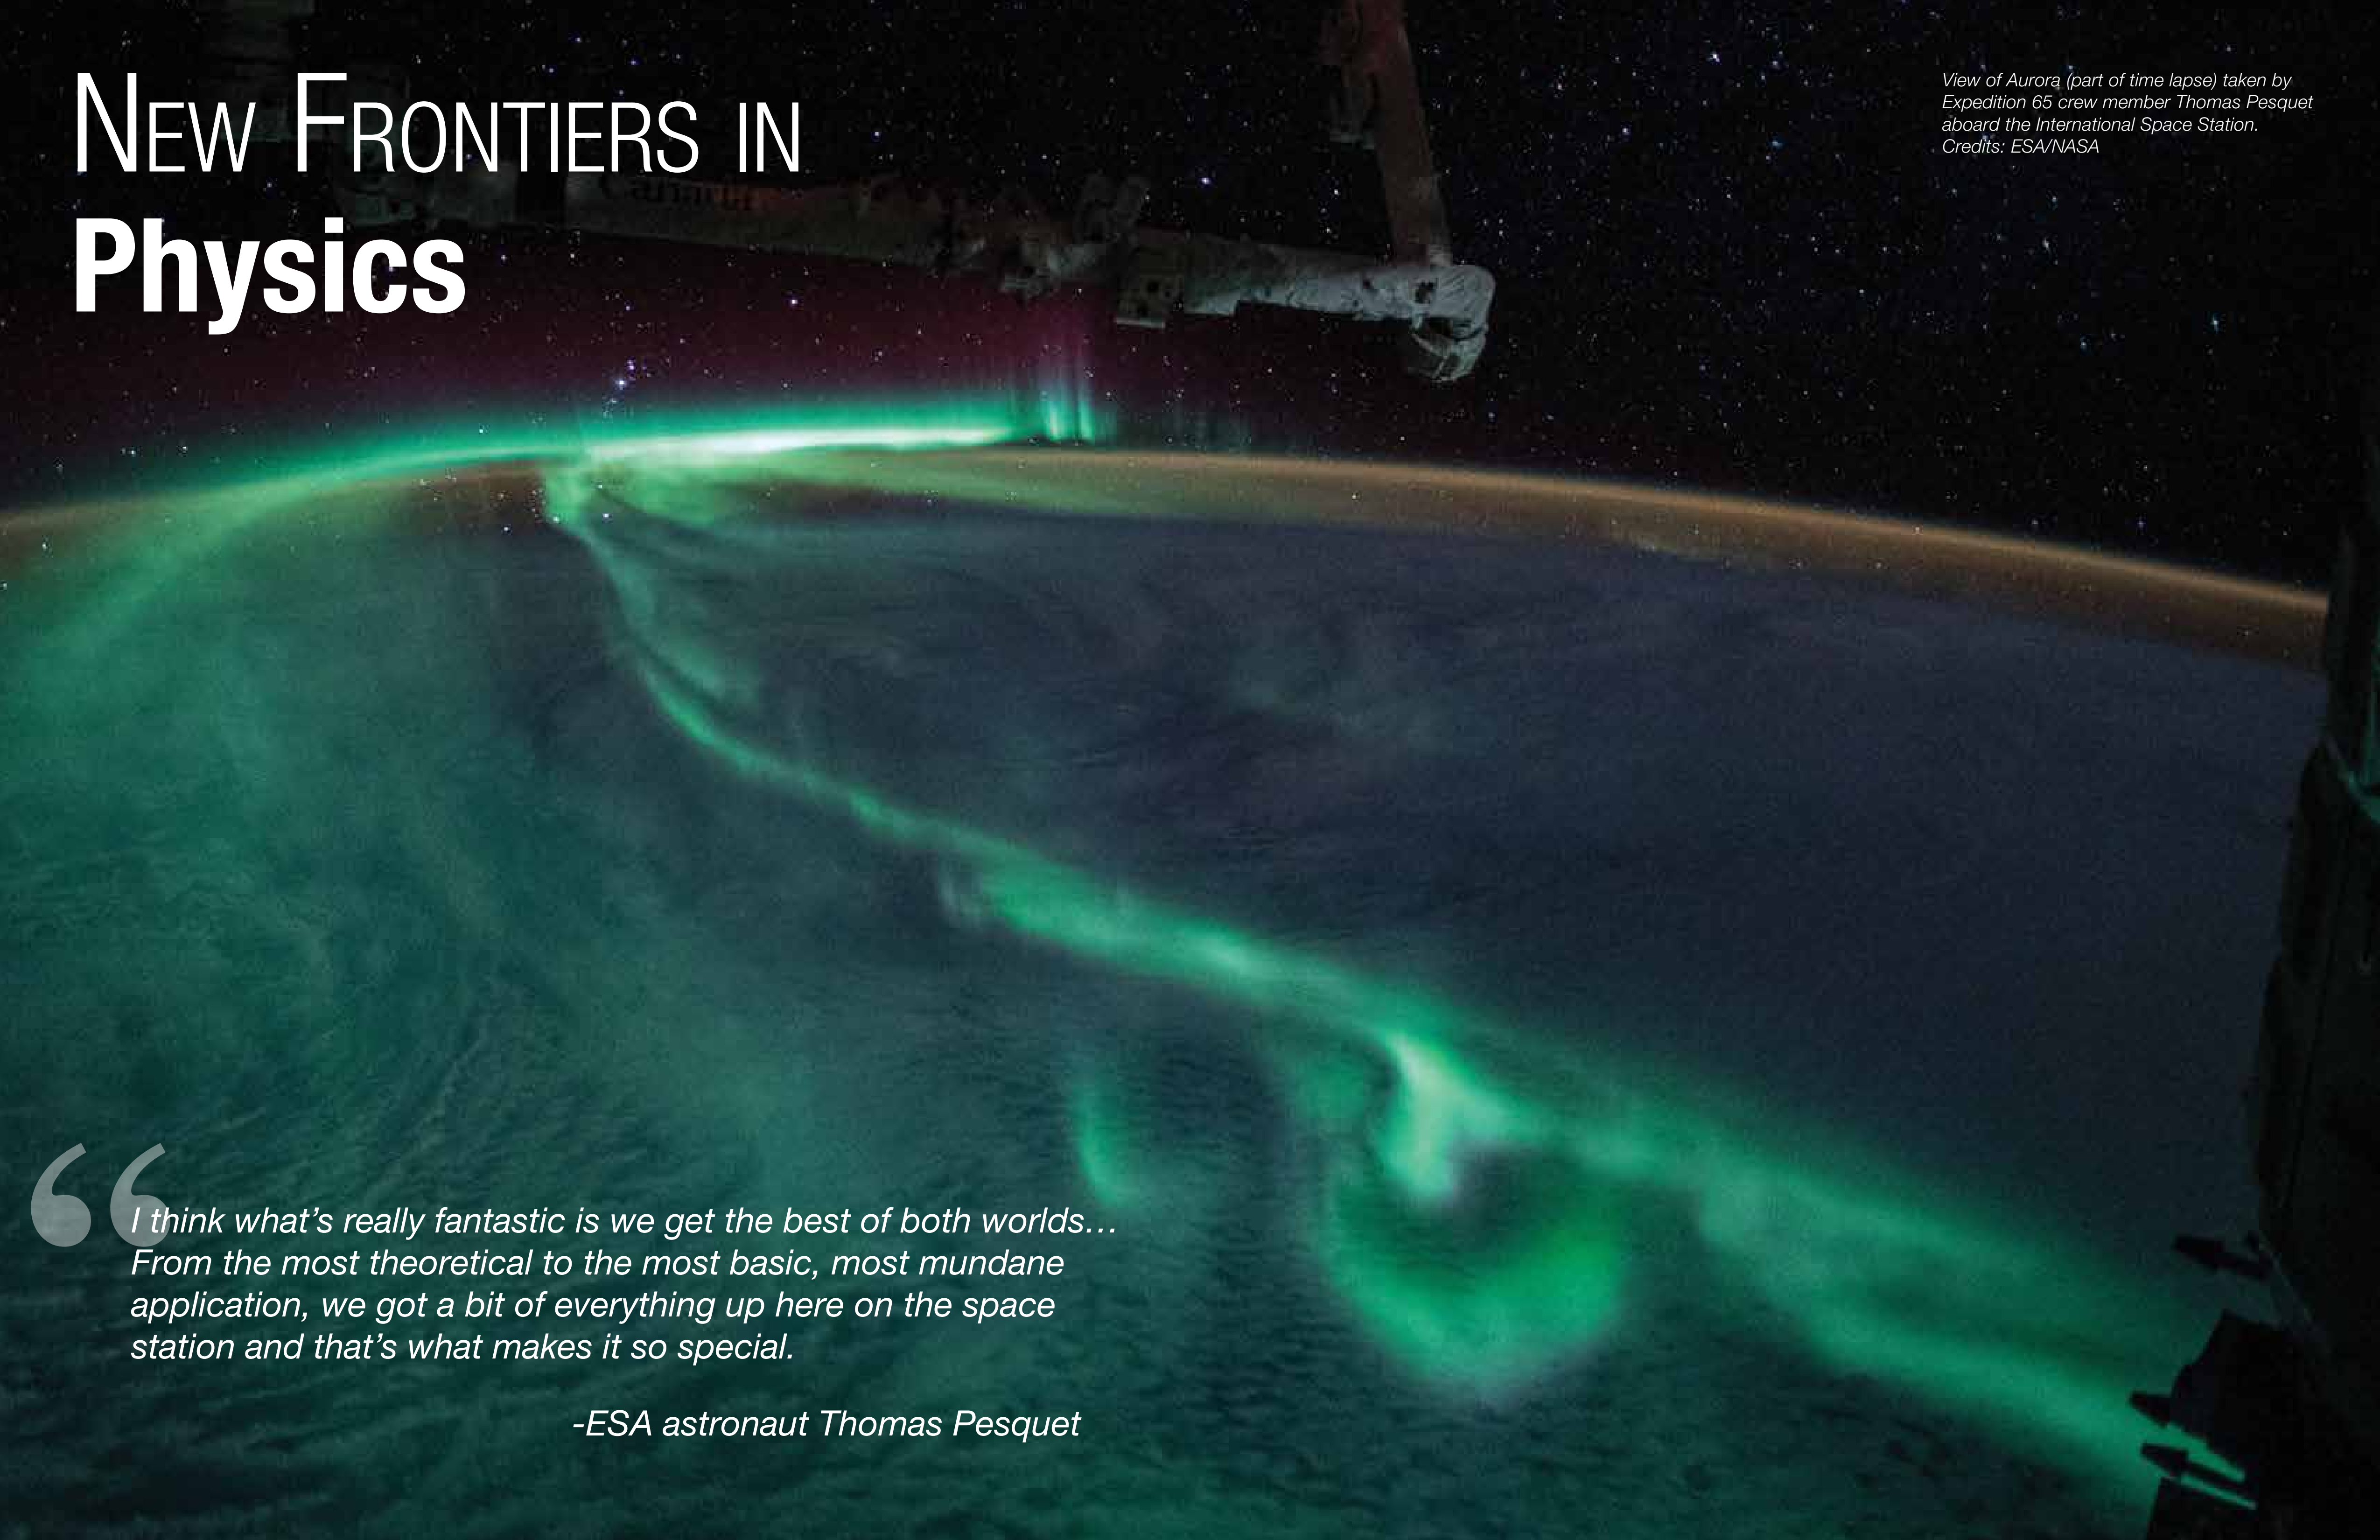 New Frontiers in
Physics
View of Aurora (part of time lapse) taken by
Expedition 65 crew member Thomas Pesquet
aboard the International Space Station.
Credits: ESA/NASA
“
I think what’s really fantastic is we get the best of both worlds…
From the most theoretical to the most basic, most mundane
application, we got a bit of everything up here on the space
station and that’s what makes it so special.
-ESA astronaut Thomas Pesquet